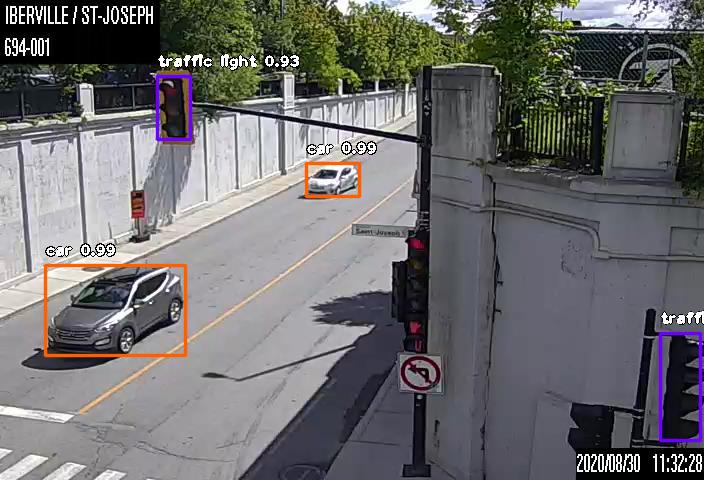 IBERVILLE / ST-JOSEPH
694-001
traffic light 0.93
car 0.99
car 0.99
Saint-Joseph
traffi
2020/08/30 11:32:28